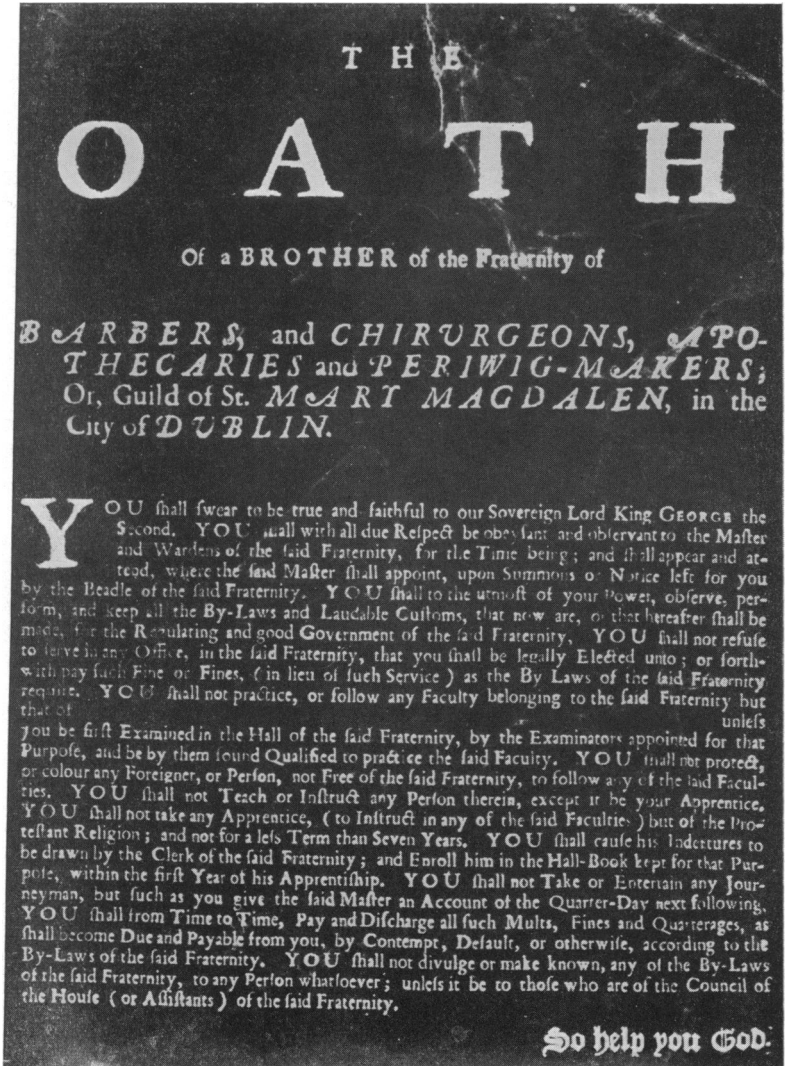 THE
OATH
Of a BROTHER of the Fraternity of
BARBERS, and CHIRURGEONS, APO-
THECARIES and PERIWIG-MAKERS;
Or, Guild of St. MARY MAGDALEN, in the
City of DUBLIN.
YOU ſhall ſwear to be true and faithful to our Sovereign Lord King GEORGE the
Second. YOU ſhall with all due Reſpect be obeyſant and obſervant to the Maſter
and Wardens of the ſaid Fraternity, for the Time being; and ſhall appear and at-
tend, where the ſaid Maſter ſhall appoint, upon Summons or Notice left for you
by the Beadle of the ſaid Fraternity. YOU ſhall to the utmoſt of your Power, obſerve, per-
form, and keep all the By-Laws and Laudable Cuſtoms, that now are, or that hereafter ſhall be
made, for the Regulating and good Government of the ſaid Fraternity, YOU ſhall not refuſe
to ſerve in any Office, in the ſaid Fraternity, that you ſhall be legally Elected unto; or forth-
with pay ſuch Fine or Fines, (in lieu of ſuch Service) as the By Laws of the ſaid Fraternity
require. YOU ſhall not practice, or follow any Faculty belonging to the ſaid Fraternity but
that of unleſs
you be firſt Examined in the Hall of the ſaid Fraternity, by the Examinators appointed for that
Purpoſe, and be by them found Qualified to practice the ſaid Faculty. YOU ſhall not protect,
or colour any Foreigner, or Perſon, not Free of the ſaid Fraternity, to follow any of the ſaid Facul-
ties. YOU ſhall not Teach or Inſtruct any Perſon therein, except it be your Apprentice.
YOU ſhall not take any Apprentice, (to Inſtruct in any of the ſaid Faculties) but of the Pro-
teſtant Religion; and not for a leſs Term than Seven Years. YOU ſhall cauſe his Indextures to
be drawn by the Clerk of the ſaid Fraternity; and Enroll him in the Hall-Book kept for that Pur-
poſe, within the firſt Year of his Apprentiſhip. YOU ſhall not Take or Entertain any Jour-
neyman, but ſuch as you give the ſaid Maſter an Account of the Quarter-Day next following.
YOU ſhall from Time to Time, Pay and Diſcharge all ſuch Mults, Fines and Quarterages, as
ſhall become Due and Payable from you, by Contempt, Default, or otherwiſe, according to the
By-Laws of the ſaid Fraternity. YOU ſhall not divulge or make known, any of the By-Laws
of the ſaid Fraternity, to any Perſon whatſoever; unleſs it be to thoſe who are of the Council of
the Houſe (or Aſſiſtants) of the ſaid Fraternity.
So help you God.